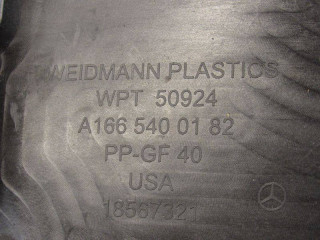 WEIDMANN PLASTICS
WPT 50924
A166 540 01 82
PP-GF 40
USA
18567321